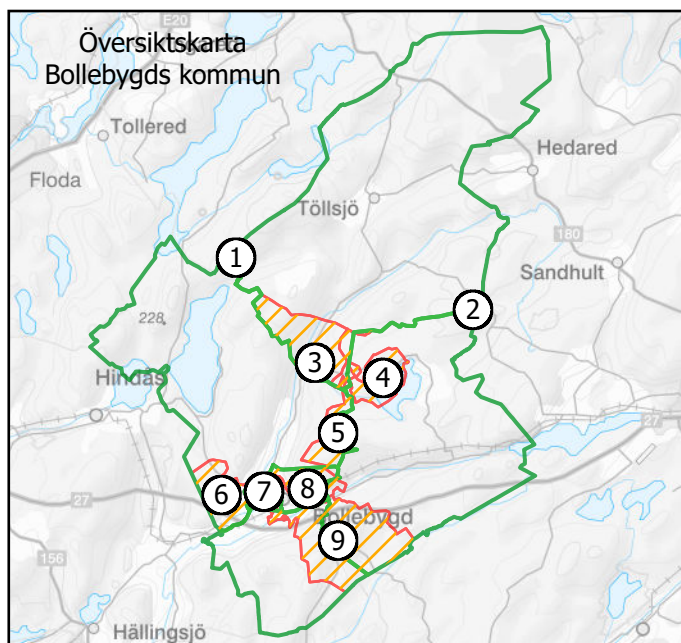 Översiktskarta
Bollebygds kommun
E20
Tollered
Floda
Hedared
Töllsjö
180
Sandhult
1
2
228
3
4
Hindås
5
27
6
7
8
27
Bollebygd
9
156
Hällingsjö